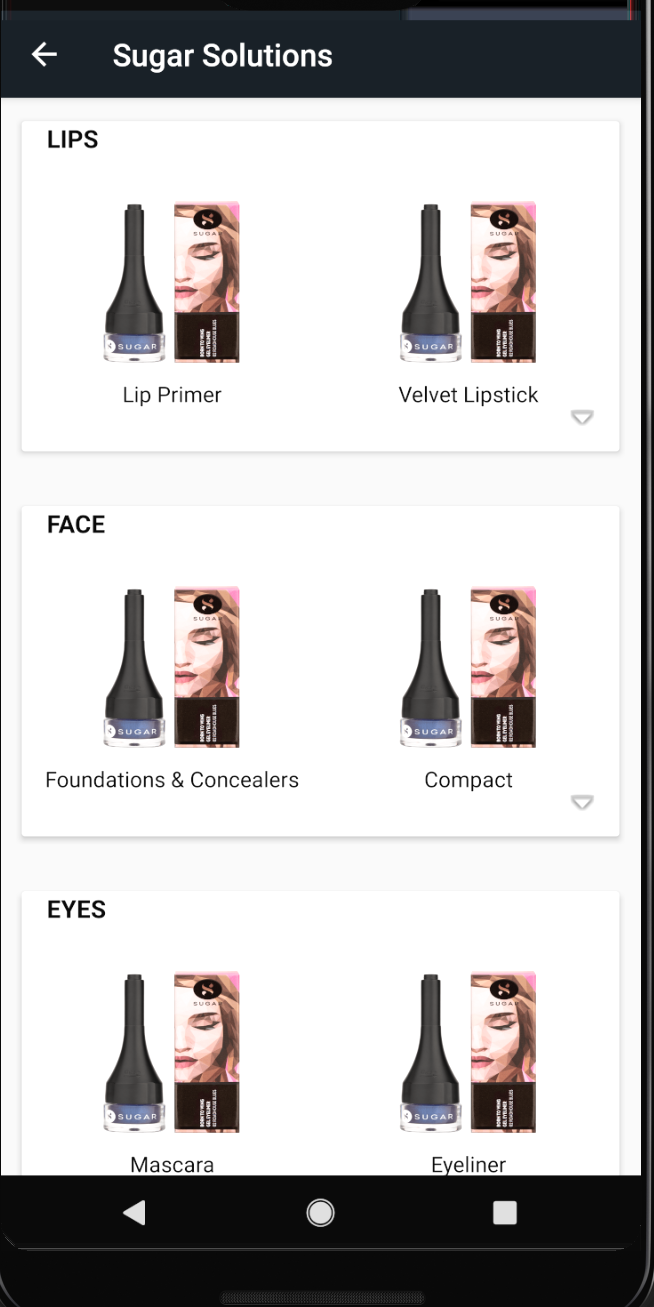 Sugar Solutions
LIPS
SUGAR
SUGAR
SUGAR
SUGAR
Lip Primer
Velvet Lipstick
FACE
SUGAR
SUGAR
SUGAR
SUGAR
Foundations & Concealers
Compact
EYES
SUGAR
SUGAR
SUGAR
SUGAR
Mascara
Eyeliner